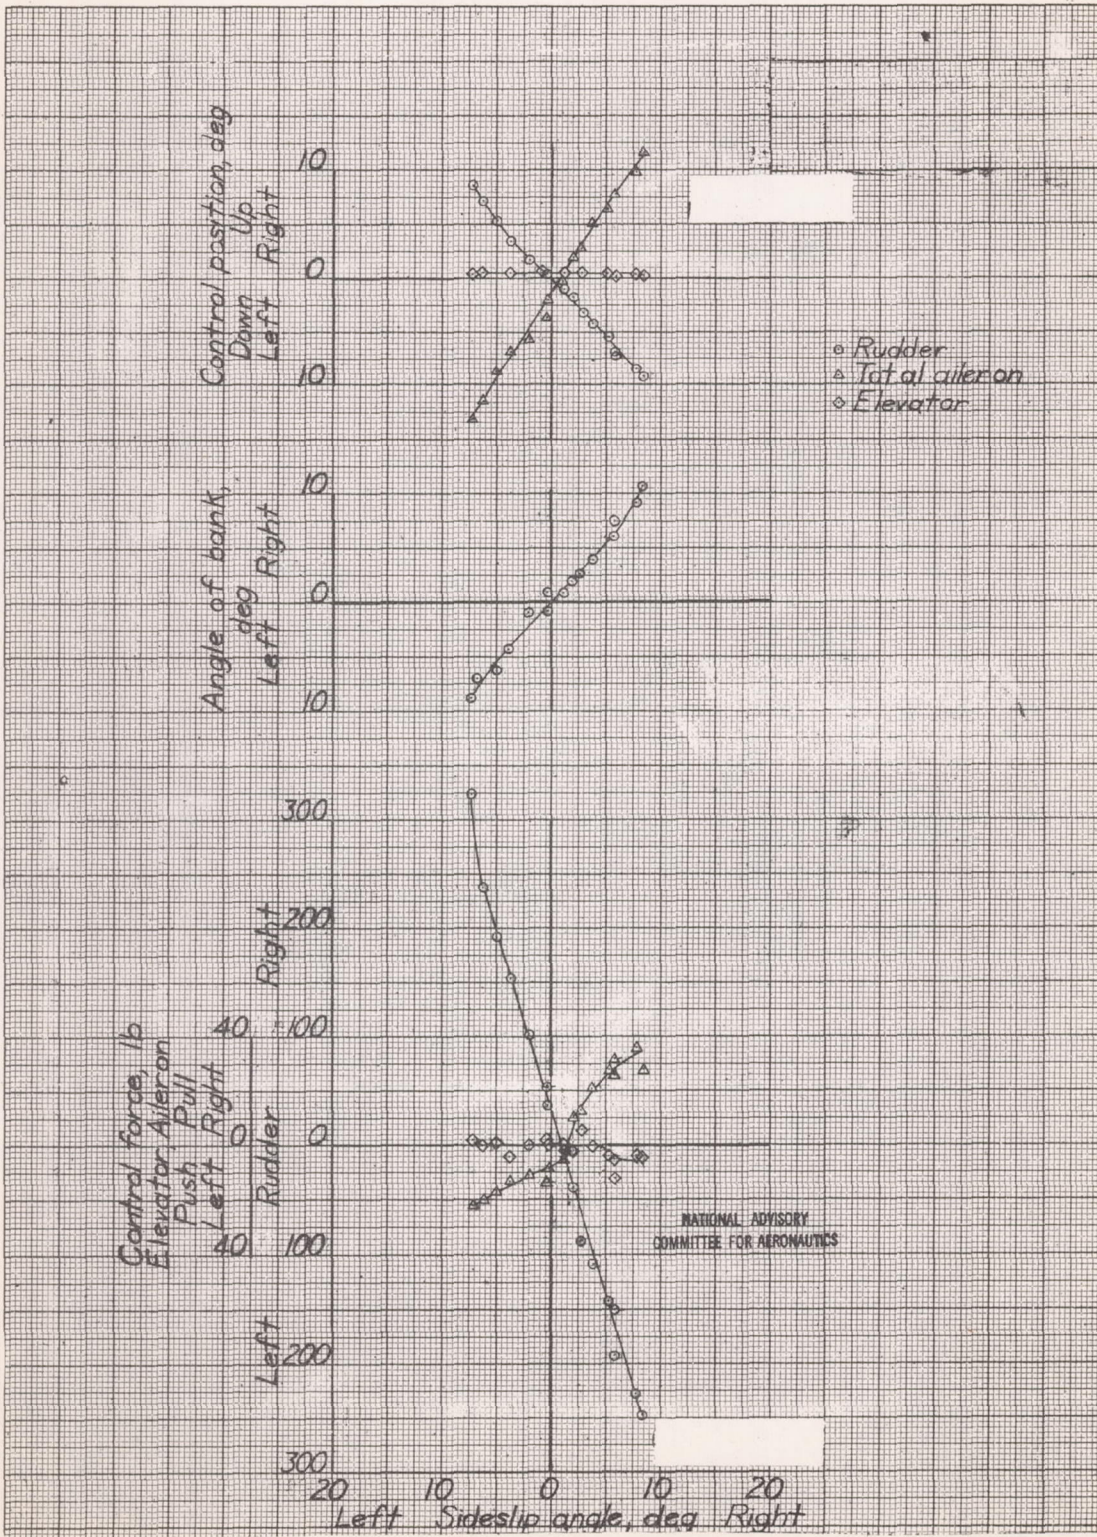 Control position, deg
Down Up
Left Right
10
0
10
Rudder
Total aileron
Elevator
Angle of bank,
deg
Left Right
10
0
10
Control force, lb
Elevator, Aileron
Push Pull
Left Right
40
0
40
Left Rudder Right
300
200
100
0
100
200
300
NATIONAL ADVISORY
COMMITTEE FOR AERONAUTICS
20 10 0 10 20
Left Sideslip angle, deg Right